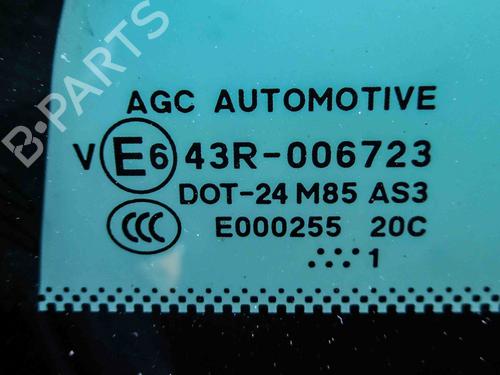 AGC AUTOMOTIVE
V E6 43R-006723
DOT-24 M85 AS3
CCC E000255 20C
1
B-PARTS